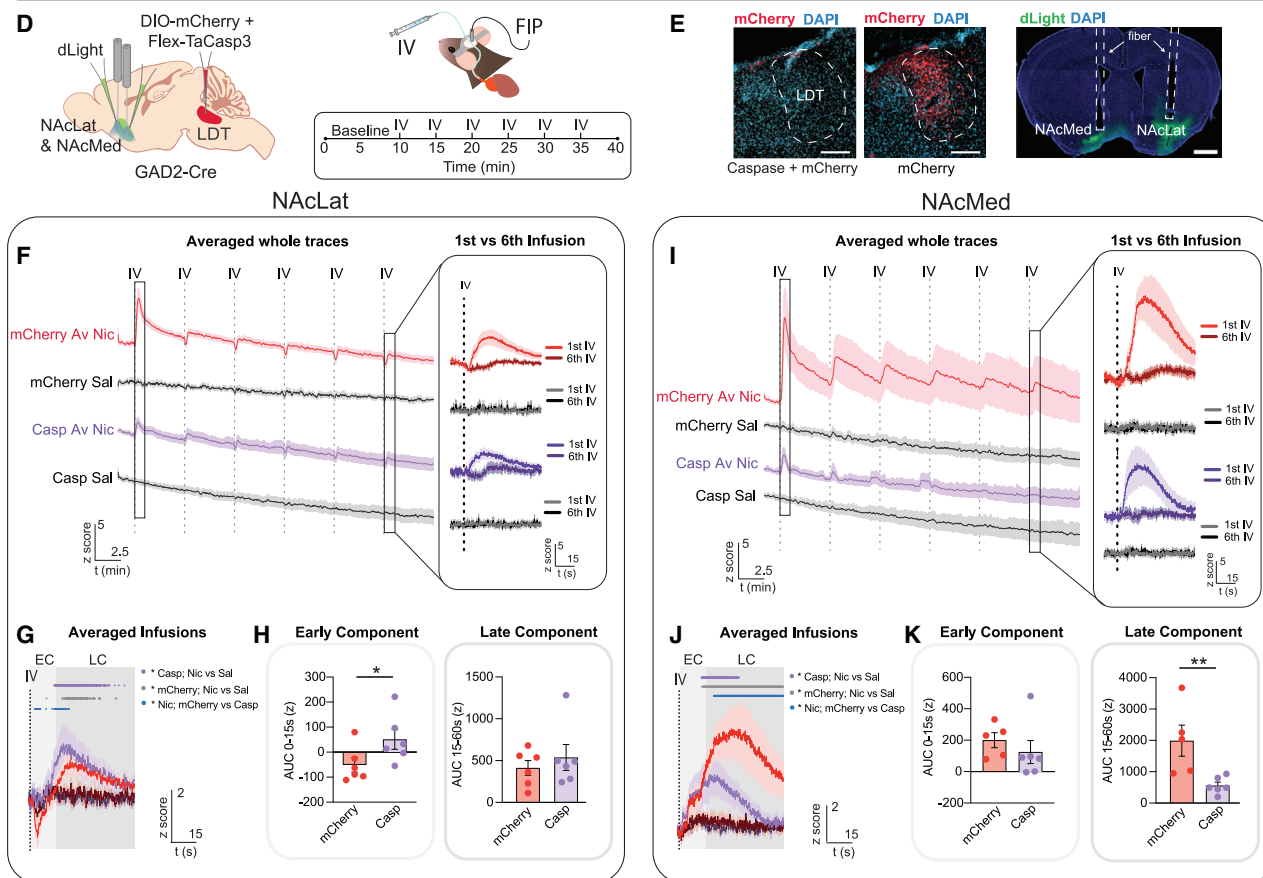 D
DIO-mCherry +
Flex-TaCasp3
dLight
NAcLat
& NAcMed
LDT
GAD2-Cre
IV
FIP
Baseline IV IV IV IV IV IV
0 5 10 15 20 25 30 35 40
Time (min)
E
mCherry DAPI
mCherry DAPI
dLight DAPI
LDT
fiber
NAcMed
NAcLat
Caspase + mCherry
mCherry
NAcLat
F
Averaged whole traces
1st vs 6th Infusion
IV IV IV IV IV IV
IV
mCherry Av Nic
mCherry Sal
Casp Av Nic
Casp Sal
1st IV
6th IV
1st IV
6th IV
1st IV
6th IV
1st IV
6th IV
z score
5
2.5
t (min)
z score
5
15
t (s)
G
Averaged Infusions
EC LC
IV
* Casp; Nic vs Sal
* mCherry; Nic vs Sal
* Nic; mCherry vs Casp
z score
2
15
t (s)
H
Early Component
AUC 0-15s (z)
300
200
100
0
-100
-200
*
mCherry
Casp
Late Component
AUC 15-60s (z)
1500
1000
500
0
mCherry
Casp
NAcMed
I
Averaged whole traces
1st vs 6th Infusion
IV IV IV IV IV IV
IV
mCherry Av Nic
mCherry Sal
Casp Av Nic
Casp Sal
1st IV
6th IV
1st IV
6th IV
1st IV
6th IV
1st IV
6th IV
z score
5
2.5
t (min)
z score
5
15
t (s)
J
Averaged Infusions
EC LC
IV
* Casp; Nic vs Sal
* mCherry; Nic vs Sal
* Nic; mCherry vs Casp
z score
2
15
t (s)
K
Early Component
AUC 0-15s (z)
600
400
200
0
-200
mCherry
Casp
Late Component
AUC 15-60s (z)
4000
3000
2000
1000
0
**
mCherry
Casp